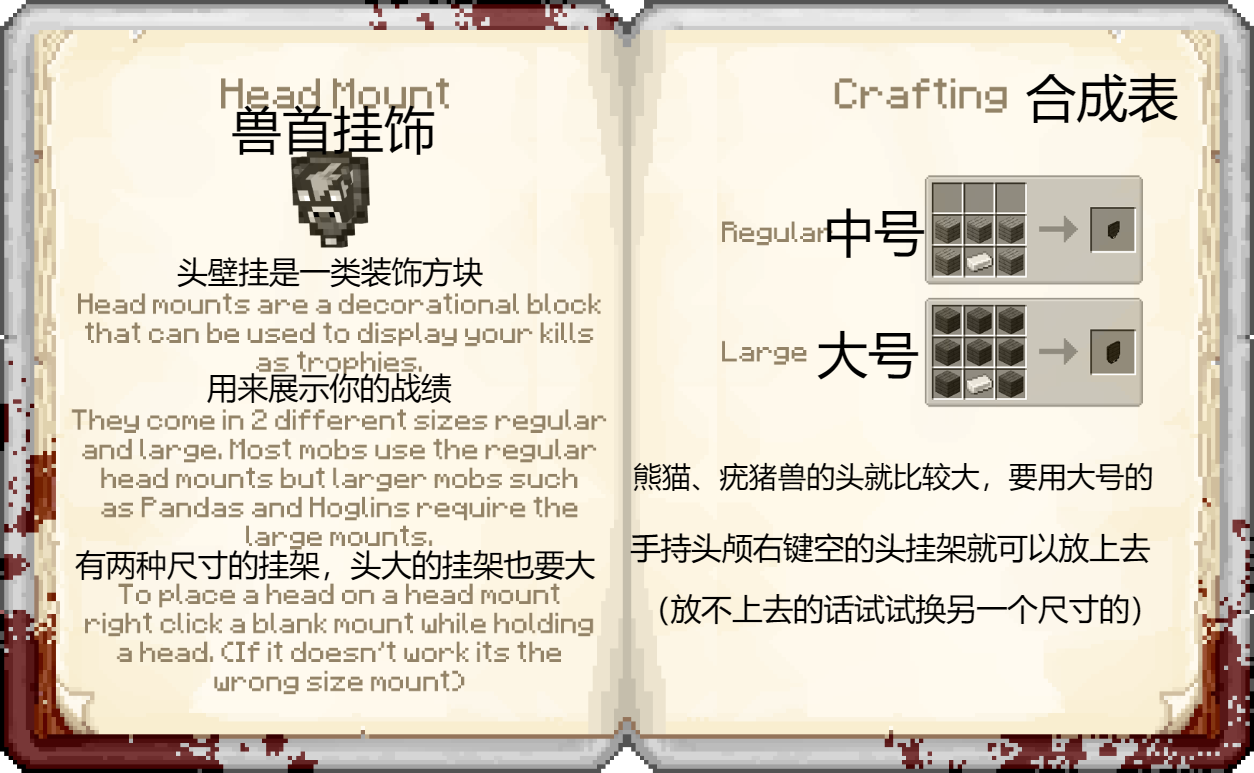 Head Mount
兽首挂饰
头壁挂是一类装饰方块
Head mounts are a decorational block
that can be used to display your kills
as trophies.
用来展示你的战绩
They come in 2 different sizes regular
and large. Most mobs use the regular
head mounts but larger mobs such
as Pandas and Hoglins require the
large mounts.
有两种尺寸的挂架，头大的挂架也要大
To place a head on a head mount
right click a blank mount while holding
a head. (If it doesn't work its the
wrong size mount)
Crafting 合成表
Regular 中号
Large 大号
熊猫、疣猪兽的头就比较大，要用大号的
手持头颅右键空的头挂架就可以放上去
（放不上去的话试试换另一个尺寸的）